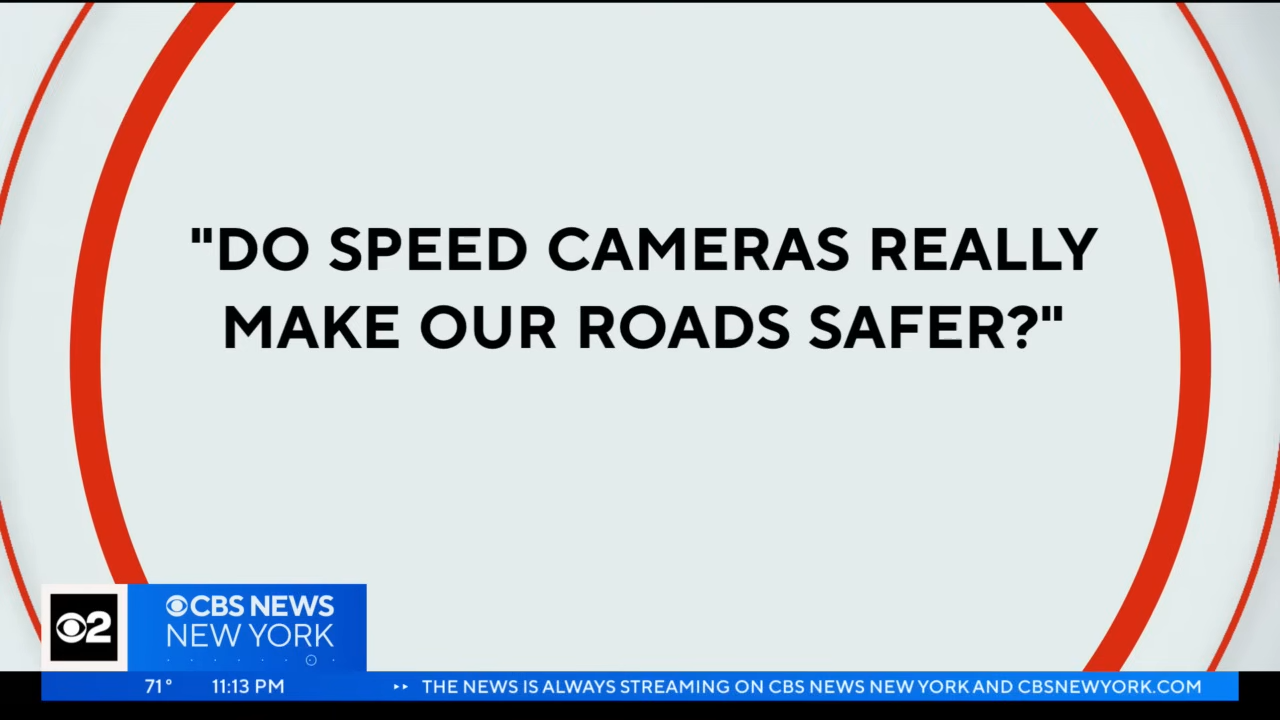 "DO SPEED CAMERAS REALLY
MAKE OUR ROADS SAFER?"
2
CBS NEWS
NEW YORK
71° 11:13 PM THE NEWS IS ALWAYS STREAMING ON CBS NEWS NEW YORK AND CBSNEWYORK.COM